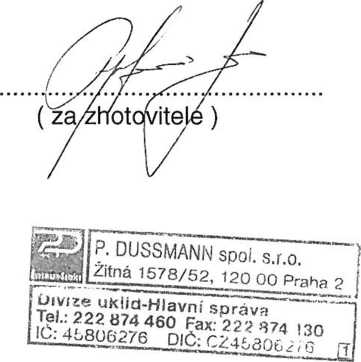 ( za zhotovitele )
P. DUSSMANN spol. s.r.o.
Žitná 1578/52, 120 00 Praha 2
Divize úklid-Hlavní správa
Tel.: 222 874 460 Fax: 222 874 130
IČ: 45806276 DIČ: CZ45806276
1